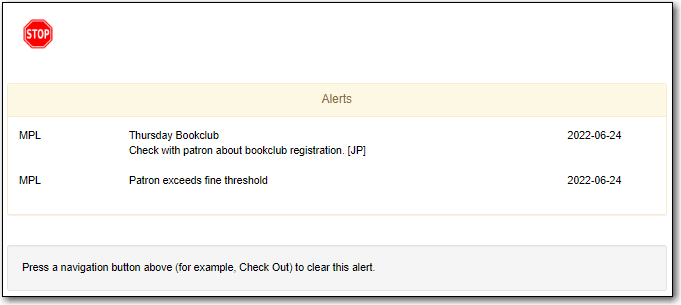 STOP
Alerts
MPL Thursday Bookclub 2022-06-24
Check with patron about bookclub registration. [JP]
MPL Patron exceeds fine threshold 2022-06-24
Press a navigation button above (for example, Check Out) to clear this alert.